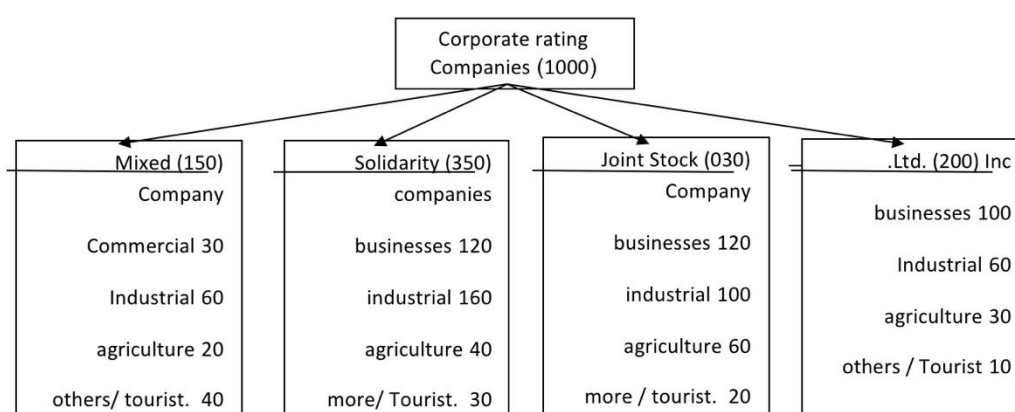 Corporate rating
Companies (1000)
Mixed (150)
Company
Commercial 30
Industrial 60
agriculture 20
others/ tourist. 40
Solidarity (350)
companies
businesses 120
industrial 160
agriculture 40
more/ Tourist. 30
Joint Stock (030)
Company
businesses 120
industrial 100
agriculture 60
more / tourist. 20
.Ltd. (200) Inc
businesses 100
Industrial 60
agriculture 30
others / Tourist 10